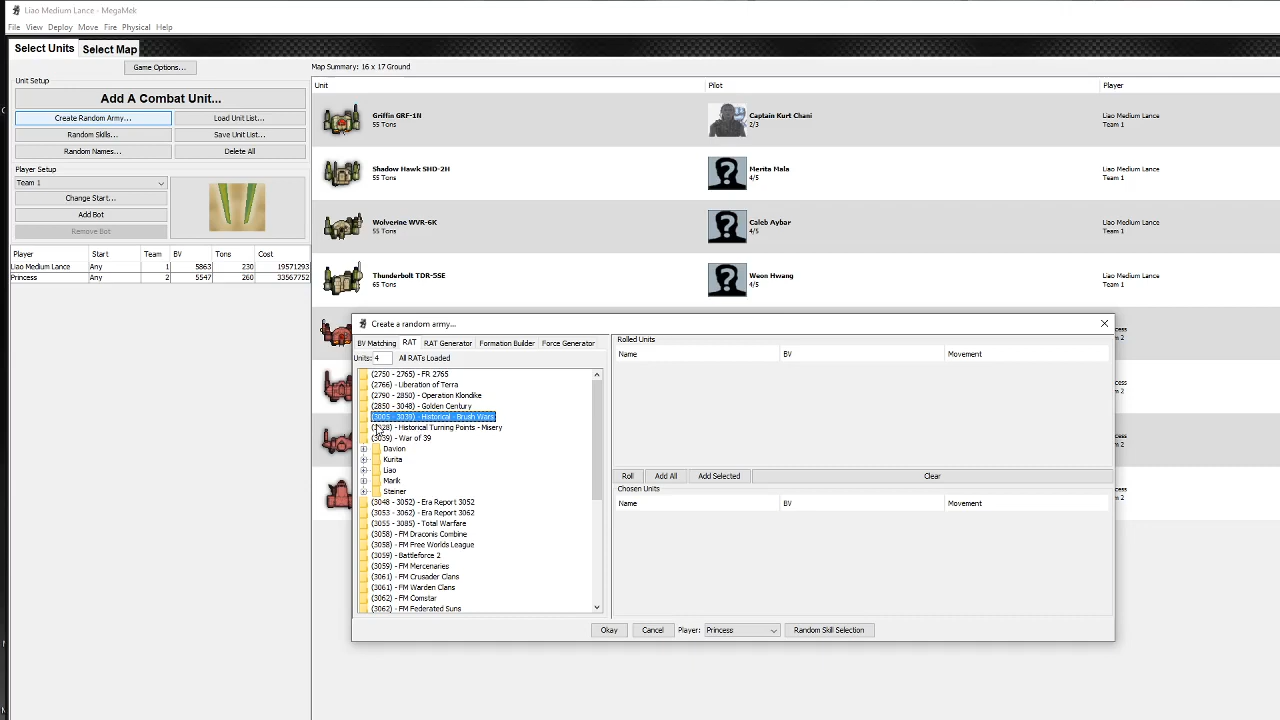 Liao Medium Lance - MegaMek
File View Deploy Move Fire Physical Help
Select Units Select Map
Game Options...
Map Summary: 16 x 17 Ground
Unit Setup
Unit Pilot Player
Add A Combat Unit...
Create Random Army... Load Unit List...
Random Skills... Save Unit List...
Random Names... Delete All
Player Setup
Team 1
Change Start...
Add Bot
Remove Bot
Player Start Team BV Tons Cost
Liao Medium Lance Any 1 5863 230 19571293
Princess Any 2 5547 260 33567752
Griffin GRF-1N Captain Kurt Chani Liao Medium Lance
55 Tons 2/3 Team 1
Shadow Hawk SHD-2H Merita Mala Liao Medium Lance
55 Tons 4/5 Team 1
Wolverine WVR-6K Caleb Aybar Liao Medium Lance
55 Tons 4/5 Team 1
Thunderbolt TDR-5SE Weon Hwang Liao Medium Lance
65 Tons 4/5 Team 1
Create a random army...
BV Matching RAT RAT Generator Formation Builder Force Generator
Units: 4 All RATs Loaded
(2750 - 2765) - FR 2765
(2766) - Liberation of Terra
(2790 - 2850) - Operation Klondike
(2850 - 3048) - Golden Century
(3005 - 3039) - Historical - Brush Wars
(3028) - Historical Turning Points - Misery
(3039) - War of 39
Davion
Kurita
Liao
Marik
Steiner
(3048 - 3052) - Era Report 3052
(3053 - 3062) - Era Report 3062
(3055 - 3085) - Total Warfare
(3058) - FM Draconis Combine
(3058) - FM Free Worlds League
(3059) - Battleforce 2
(3059) - FM Mercenaries
(3061) - FM Crusader Clans
(3061) - FM Warden Clans
(3062) - FM Comstar
(3062) - FM Federated Suns
Rolled Units
Name BV Movement
Roll Add All Add Selected Clear
Chosen Units
Name BV Movement
Okay Cancel Player: Princess Random Skill Selection